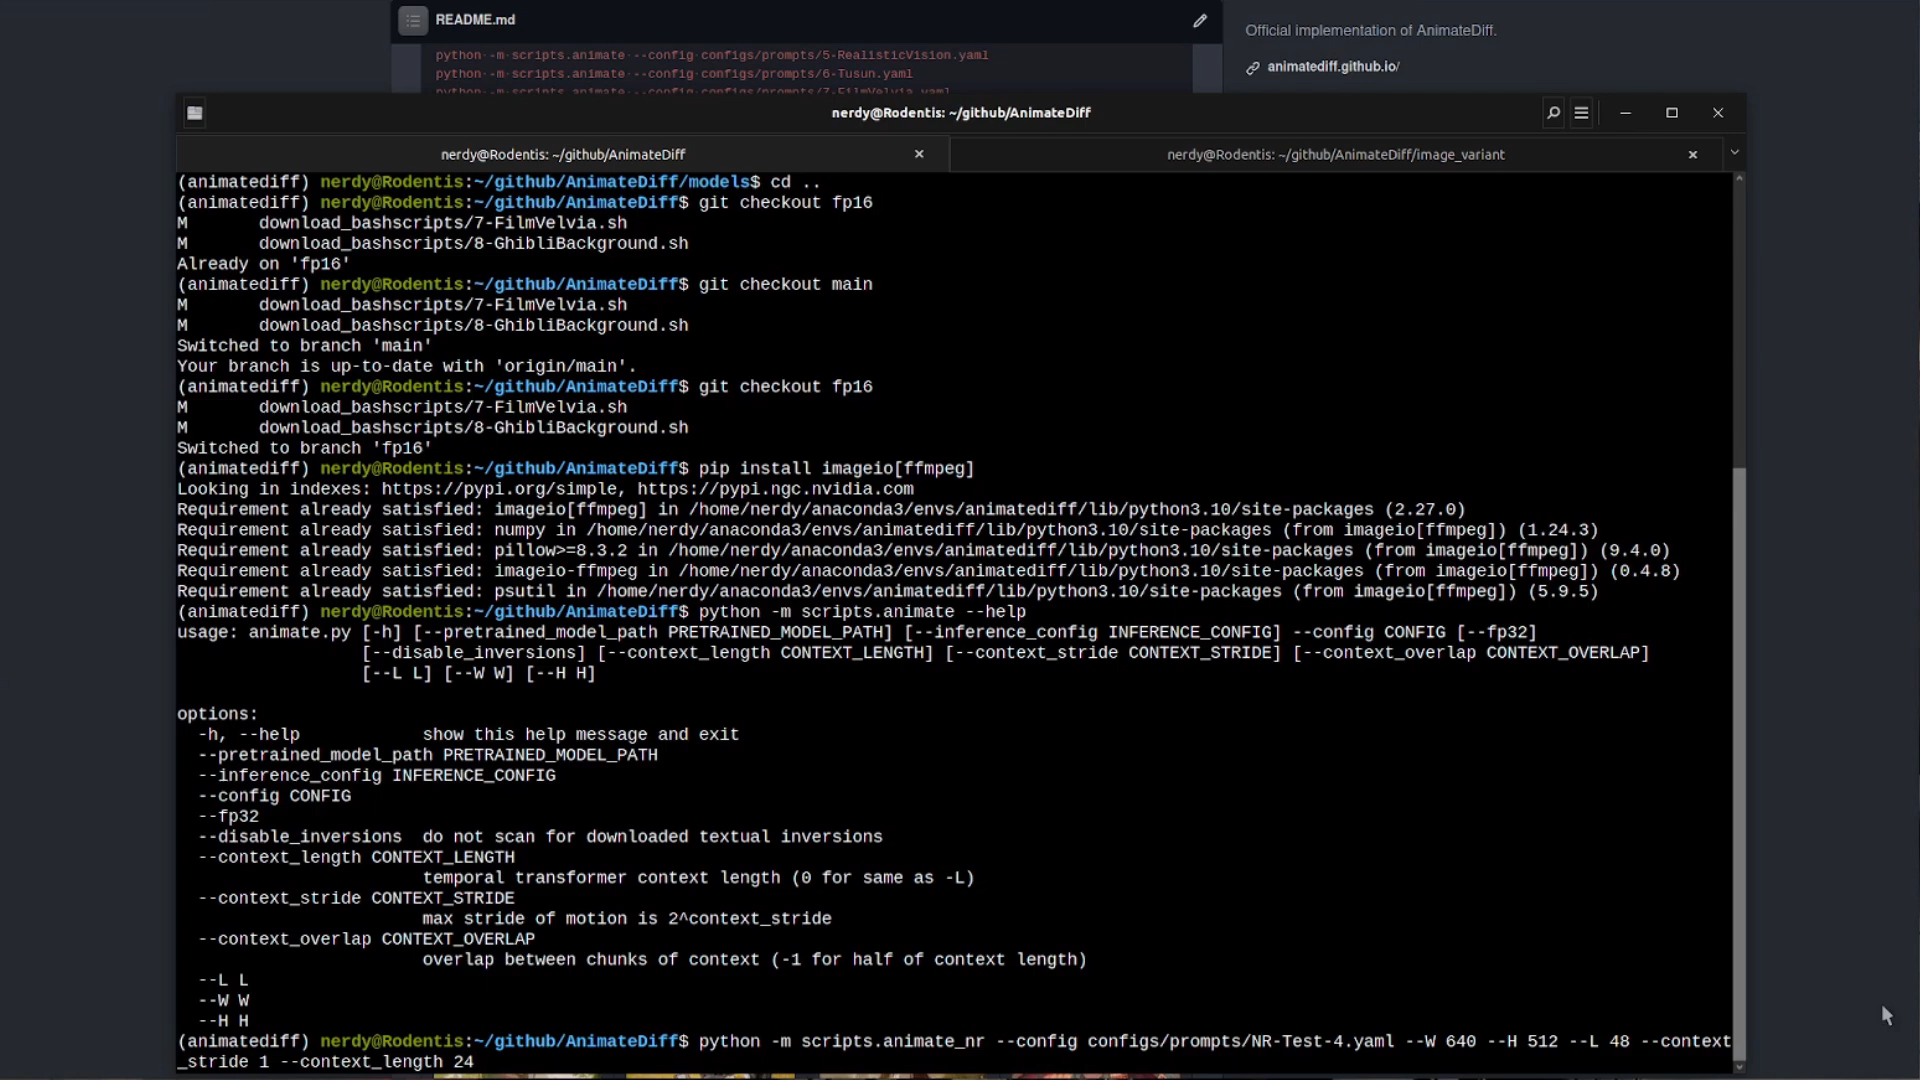 README.md
python -m scripts.animate --config configs/prompts/5-RealisticVision.yaml
python -m scripts.animate --config configs/prompts/6-Tusun.yaml
python -m scripts.animate --config configs/prompts/7-FilmVelvia.yaml
Official implementation of AnimateDiff.
animatediff.github.io/
nerdy@Rodentis: ~/github/AnimateDiff
nerdy@Rodentis: ~/github/AnimateDiff
nerdy@Rodentis: ~/github/AnimateDiff/image_variant
(animatediff) nerdy@Rodentis:~/github/AnimateDiff/models$ cd ..
(animatediff) nerdy@Rodentis:~/github/AnimateDiff$ git checkout fp16
M       download_bashscripts/7-FilmVelvia.sh
M       download_bashscripts/8-GhibliBackground.sh
Already on 'fp16'
(animatediff) nerdy@Rodentis:~/github/AnimateDiff$ git checkout main
M       download_bashscripts/7-FilmVelvia.sh
M       download_bashscripts/8-GhibliBackground.sh
Switched to branch 'main'
Your branch is up-to-date with 'origin/main'.
(animatediff) nerdy@Rodentis:~/github/AnimateDiff$ git checkout fp16
M       download_bashscripts/7-FilmVelvia.sh
M       download_bashscripts/8-GhibliBackground.sh
Switched to branch 'fp16'
(animatediff) nerdy@Rodentis:~/github/AnimateDiff$ pip install imageio[ffmpeg]
Looking in indexes: https://pypi.org/simple, https://pypi.ngc.nvidia.com
Requirement already satisfied: imageio[ffmpeg] in /home/nerdy/anaconda3/envs/animatediff/lib/python3.10/site-packages (2.27.0)
Requirement already satisfied: numpy in /home/nerdy/anaconda3/envs/animatediff/lib/python3.10/site-packages (from imageio[ffmpeg]) (1.24.3)
Requirement already satisfied: pillow>=8.3.2 in /home/nerdy/anaconda3/envs/animatediff/lib/python3.10/site-packages (from imageio[ffmpeg]) (9.4.0)
Requirement already satisfied: imageio-ffmpeg in /home/nerdy/anaconda3/envs/animatediff/lib/python3.10/site-packages (from imageio[ffmpeg]) (0.4.8)
Requirement already satisfied: psutil in /home/nerdy/anaconda3/envs/animatediff/lib/python3.10/site-packages (from imageio[ffmpeg]) (5.9.5)
(animatediff) nerdy@Rodentis:~/github/AnimateDiff$ python -m scripts.animate --help
usage: animate.py [-h] [--pretrained_model_path PRETRAINED_MODEL_PATH] [--inference_config INFERENCE_CONFIG] --config CONFIG [--fp32]
                  [--disable_inversions] [--context_length CONTEXT_LENGTH] [--context_stride CONTEXT_STRIDE] [--context_overlap CONTEXT_OVERLAP]
                  [--L L] [--W W] [--H H]
options:
  -h, --help            show this help message and exit
  --pretrained_model_path PRETRAINED_MODEL_PATH
  --inference_config INFERENCE_CONFIG
  --config CONFIG
  --fp32
  --disable_inversions  do not scan for downloaded textual inversions
  --context_length CONTEXT_LENGTH
                        temporal transformer context length (0 for same as -L)
  --context_stride CONTEXT_STRIDE
                        max stride of motion is 2^context_stride
  --context_overlap CONTEXT_OVERLAP
                        overlap between chunks of context (-1 for half of context length)
  --L L
  --W W
  --H H
(animatediff) nerdy@Rodentis:~/github/AnimateDiff$ python -m scripts.animate_nr --config configs/prompts/NR-Test-4.yaml --W 640 --H 512 --L 48 --context
_stride 1 --context_length 24